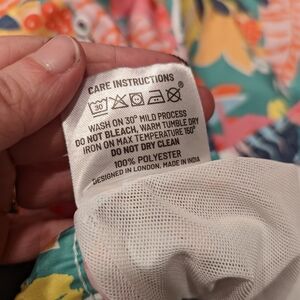 CARE INSTRUCTIONS
30
WASH ON 30° MILD PROCESS
DO NOT BLEACH, WARM TUMBLE DRY
IRON ON MAX TEMPERATURE 150°
DO NOT DRY CLEAN
100% POLYESTER
DESIGNED IN LONDON. MADE IN INDIA